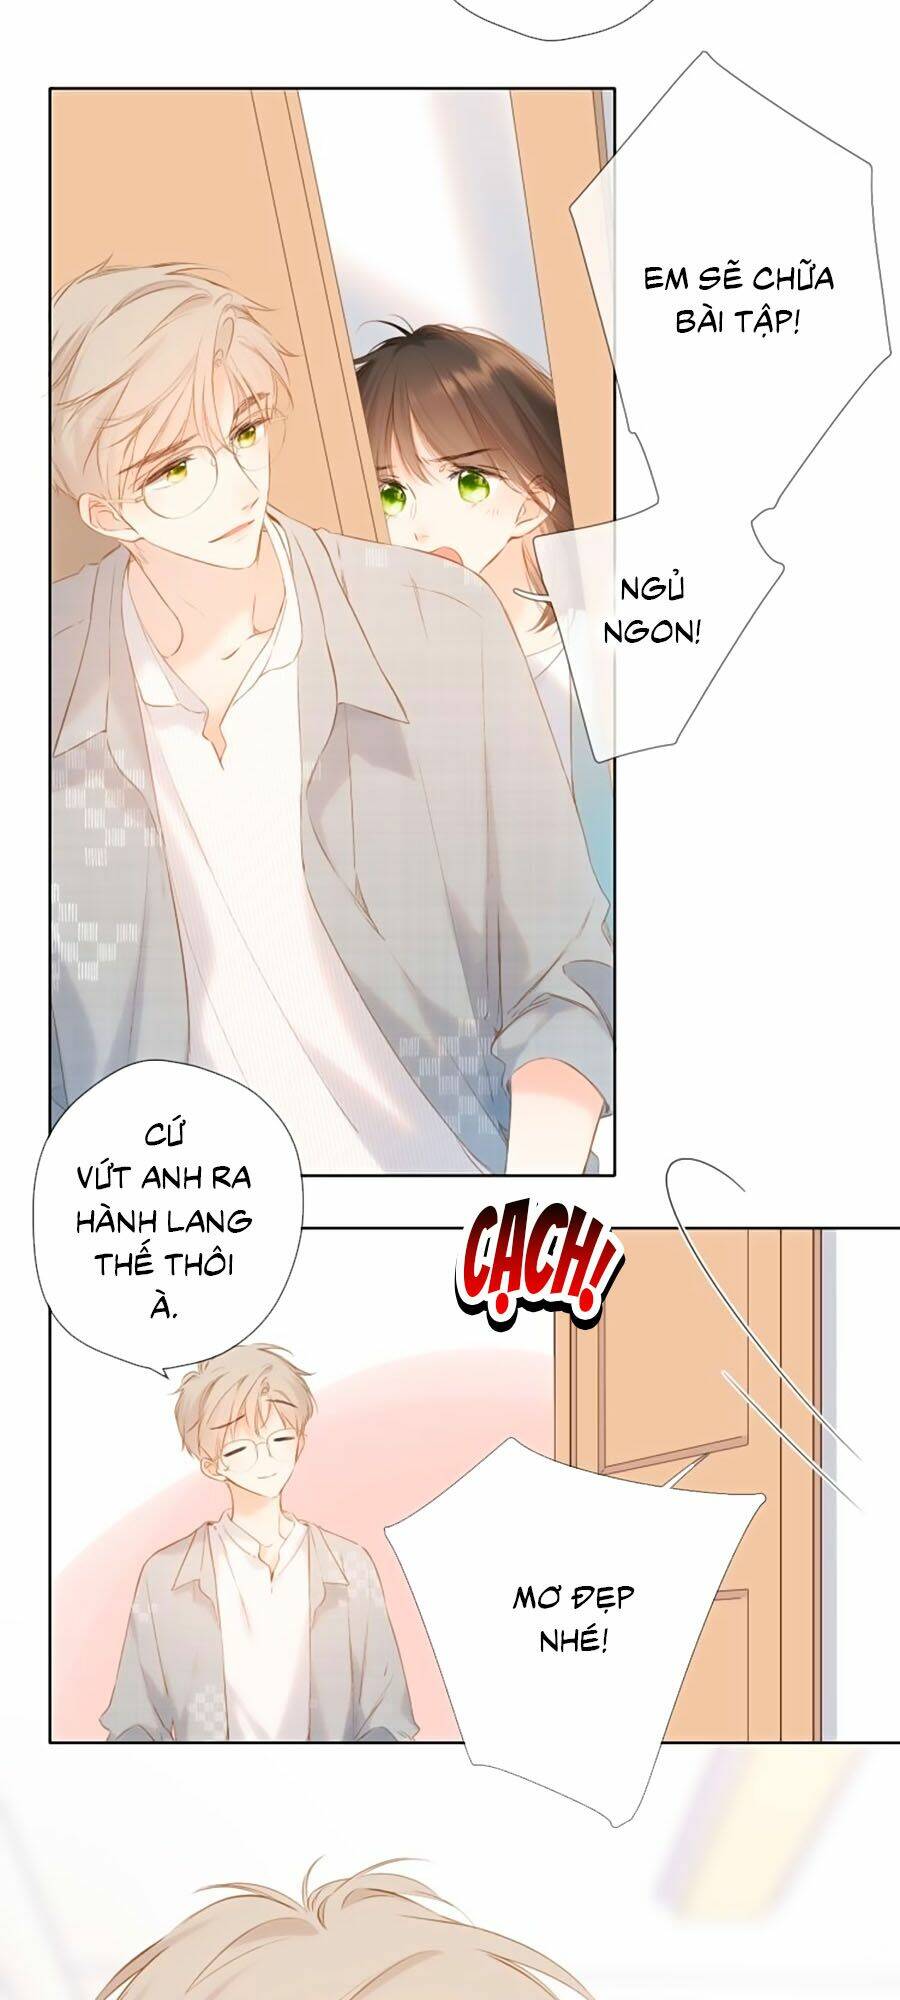 EM SẼ CHỮA
BÀI TẬP!
NGỦ
NGON!
CỨ
VỨT ANH RA
HÀNH LANG
THẾ THÔI
À.
CẠCH!
MƠ ĐẸP
NHÉ!